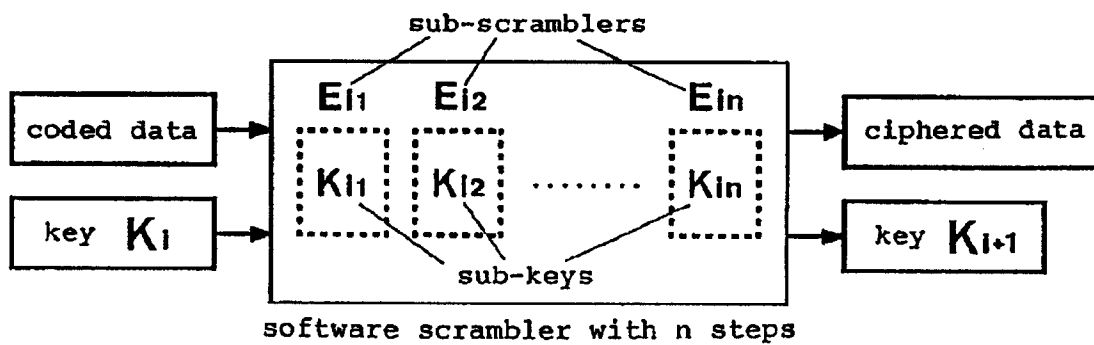 sub-scramblers
Ei1 Ei2 Ein
coded data
ciphered data
Ki1 Ki2 ........ Kin
key Ki
key Ki+1
sub-keys
software scrambler with n steps